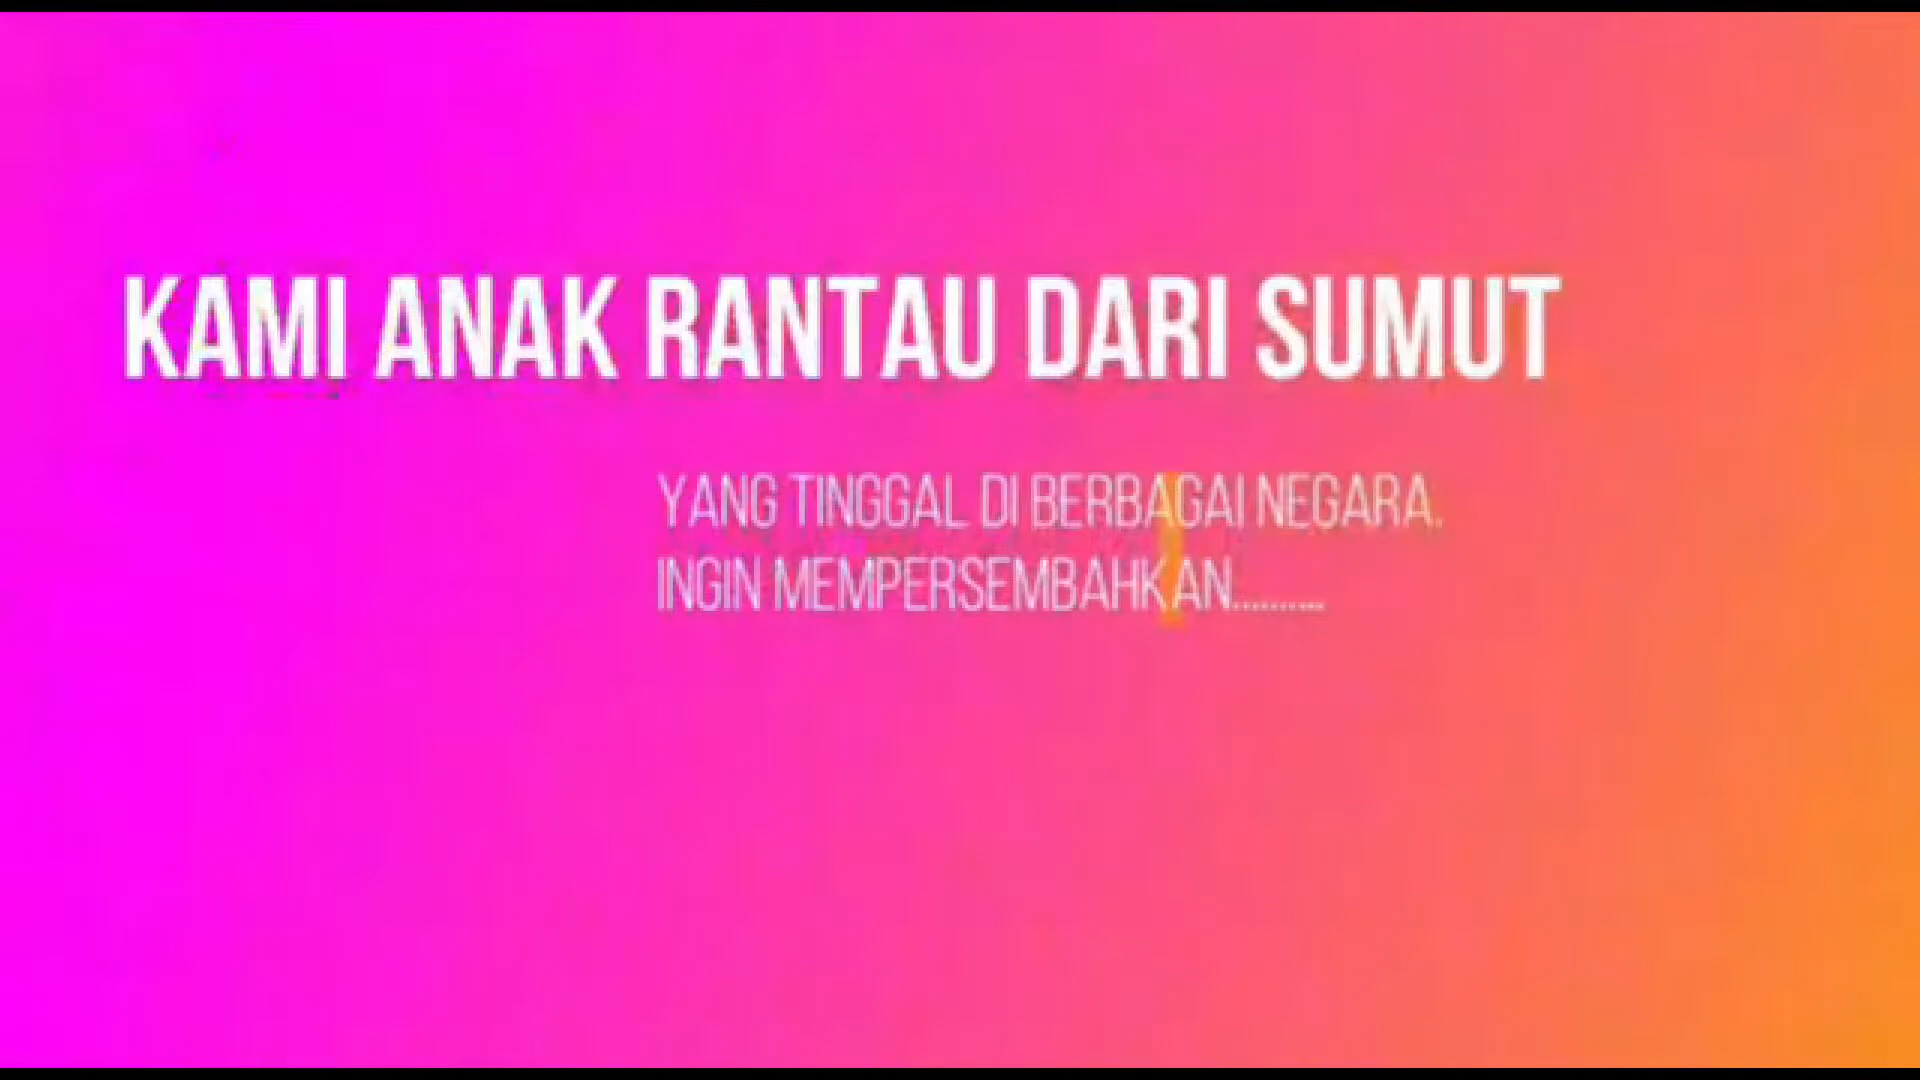 KAMI ANAK RANTAU DARI SUMUT
YANG TINGGAL DI BERBAGAI NEGARA.
INGIN MEMPERSEMBAHKAN..........